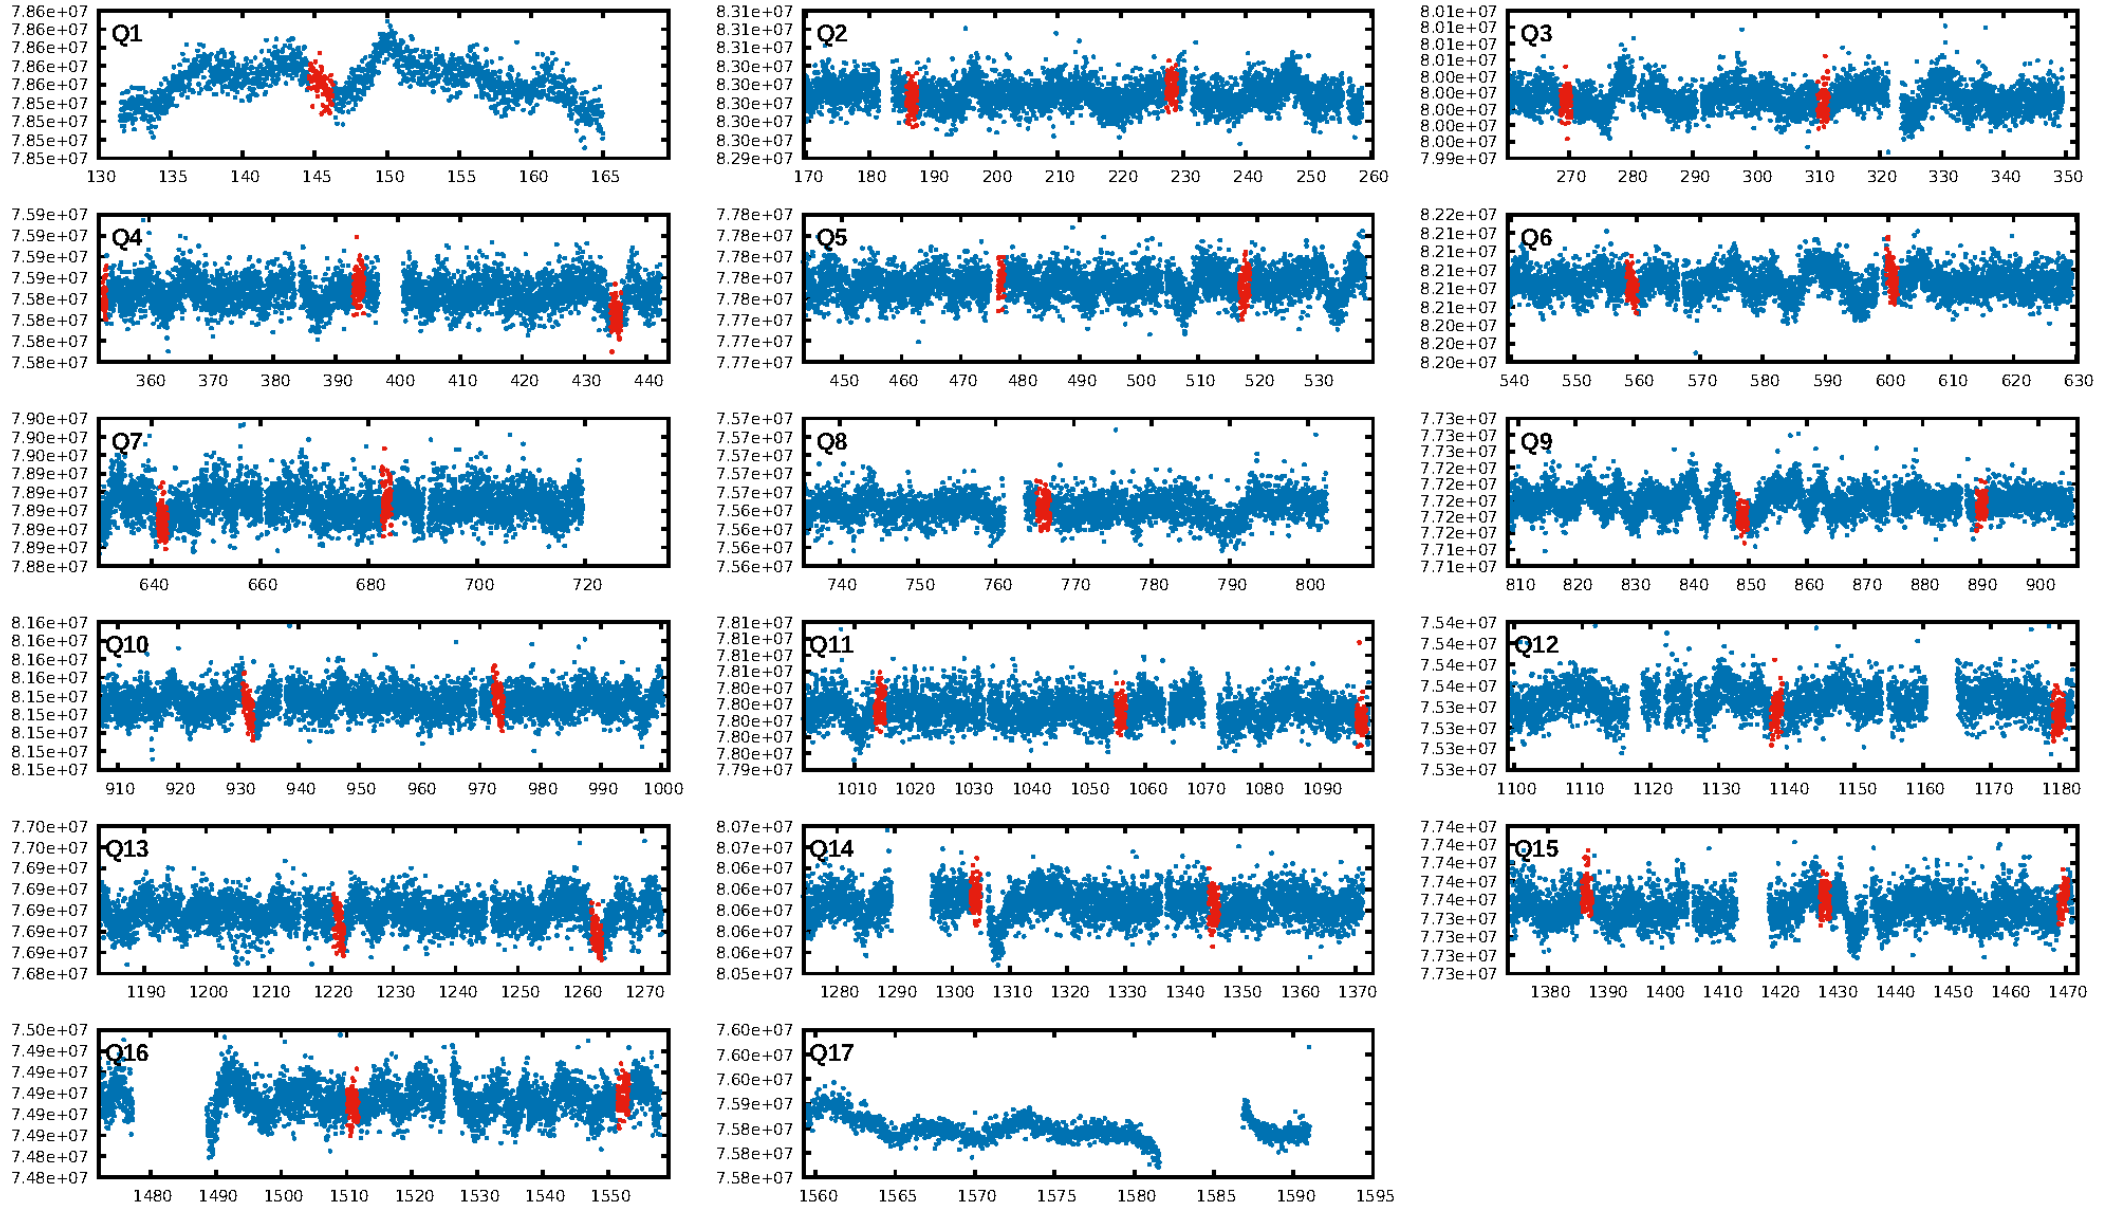 7.86e+07
7.86e+07
7.86e+07
7.86e+07
7.86e+07
7.85e+07
7.85e+07
7.85e+07
7.85e+07
Q1
130 135 140 145 150 155 160 165
8.31e+07
8.31e+07
8.31e+07
8.30e+07
8.30e+07
8.30e+07
8.30e+07
8.30e+07
8.29e+07
Q2
170 180 190 200 210 220 230 240 250 260
8.01e+07
8.01e+07
8.01e+07
8.01e+07
8.00e+07
8.00e+07
8.00e+07
8.00e+07
8.00e+07
7.99e+07
Q3
270 280 290 300 310 320 330 340 350
7.59e+07
7.59e+07
7.59e+07
7.59e+07
7.58e+07
7.58e+07
7.58e+07
7.58e+07
Q4
360 370 380 390 400 410 420 430 440
7.78e+07
7.78e+07
7.78e+07
7.78e+07
7.78e+07
7.77e+07
7.77e+07
7.77e+07
Q5
450 460 470 480 490 500 510 520 530
8.22e+07
8.21e+07
8.21e+07
8.21e+07
8.21e+07
8.21e+07
8.20e+07
8.20e+07
8.20e+07
Q6
540 550 560 570 580 590 600 610 620 630
7.90e+07
7.90e+07
7.90e+07
7.89e+07
7.89e+07
7.89e+07
7.89e+07
7.89e+07
7.88e+07
Q7
640 660 680 700 720
7.57e+07
7.57e+07
7.57e+07
7.57e+07
7.57e+07
7.56e+07
7.56e+07
7.56e+07
7.56e+07
Q8
740 750 760 770 780 790 800
7.73e+07
7.73e+07
7.73e+07
7.72e+07
7.72e+07
7.72e+07
7.72e+07
7.72e+07
7.71e+07
7.71e+07
Q9
810 820 830 840 850 860 870 880 890 900
8.16e+07
8.16e+07
8.16e+07
8.16e+07
8.15e+07
8.15e+07
8.15e+07
8.15e+07
8.15e+07
Q10
910 920 930 940 950 960 970 980 990 1000
7.81e+07
7.81e+07
7.81e+07
7.81e+07
7.80e+07
7.80e+07
7.80e+07
7.80e+07
7.80e+07
7.79e+07
Q11
1010 1020 1030 1040 1050 1060 1070 1080 1090
7.54e+07
7.54e+07
7.54e+07
7.54e+07
7.53e+07
7.53e+07
7.53e+07
7.53e+07
Q12
1100 1110 1120 1130 1140 1150 1160 1170 1180
7.70e+07
7.70e+07
7.69e+07
7.69e+07
7.69e+07
7.69e+07
7.69e+07
7.68e+07
Q13
1190 1200 1210 1220 1230 1240 1250 1260 1270
8.07e+07
8.07e+07
8.06e+07
8.06e+07
8.06e+07
8.06e+07
8.06e+07
8.05e+07
Q14
1280 1290 1300 1310 1320 1330 1340 1350 1360 1370
7.74e+07
7.74e+07
7.74e+07
7.74e+07
7.74e+07
7.73e+07
7.73e+07
7.73e+07
7.73e+07
Q15
1380 1390 1400 1410 1420 1430 1440 1450 1460 1470
7.50e+07
7.49e+07
7.49e+07
7.49e+07
7.49e+07
7.49e+07
7.48e+07
7.48e+07
Q16
1480 1490 1500 1510 1520 1530 1540 1550
7.60e+07
7.60e+07
7.60e+07
7.59e+07
7.58e+07
7.58e+07
7.58e+07
Q17
1560 1565 1570 1575 1580 1585 1590 1595